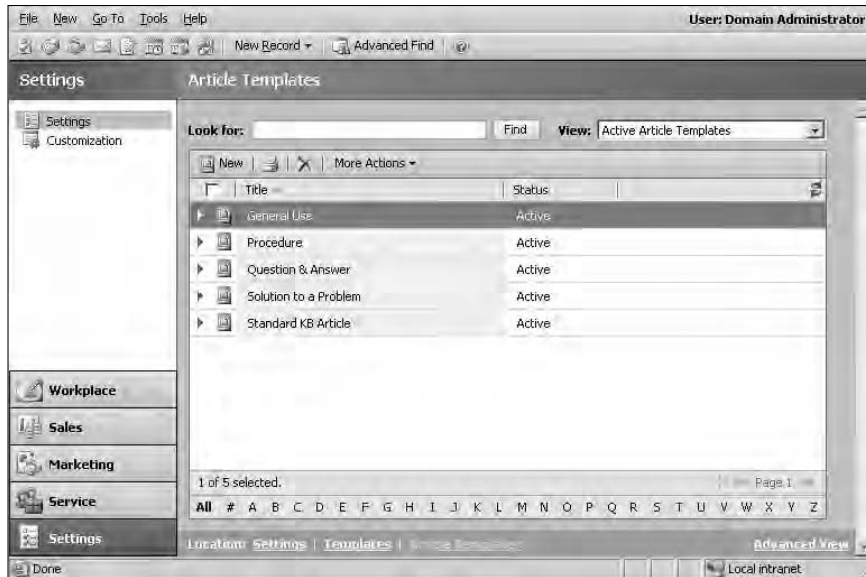 File New Go To Tools Help User: Domain Administrator
New Record Advanced Find
Settings Article Templates
Settings
Customization
Look for: Find View: Active Article Templates
New More Actions
Title Status
General Use Active
Procedure Active
Question & Answer Active
Solution to a Problem Active
Standard KB Article Active
Workplace
Sales
Marketing
Service
Settings
1 of 5 selected. Page 1
All # A B C D E F G H I J K L M N O P Q R S T U V W X Y Z
Location: Settings | Templates | Article Templates Advanced View
Done Local intranet